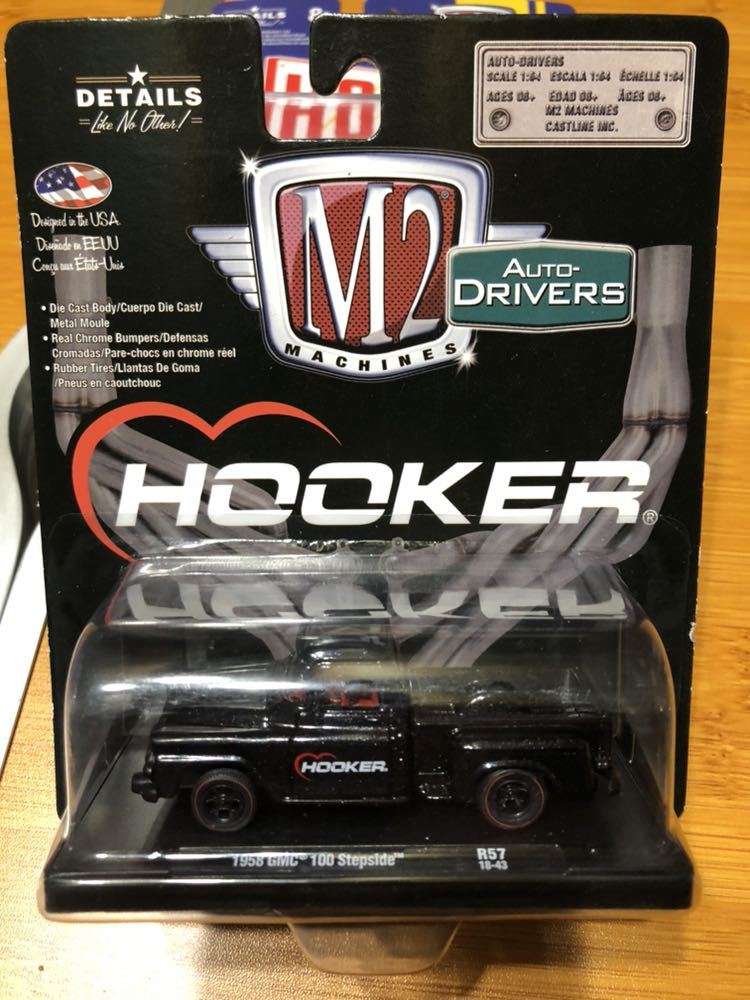 DETAILS
Like No Other!
AUTO-DRIVERS
SCALE 1:64 ESCALA 1:64 ÉCHELLE 1:64
AGES 08+ EDAD 08+ ÂGES 08+
M2 MACHINES
CASTLINE INC.
Designed in the USA
Diseñado en EEUU
Conçu aux États-Unis
M2
MACHINES
AUTO-
DRIVERS
• Die Cast Body/Cuerpo Die Cast/
Metal Moule
• Real Chrome Bumpers/Defensas
Cromadas/Pare-chocs en chrome réel
• Rubber Tires/Llantas De Goma
/Pneus en caoutchouc
HOOKER®
HOOKER
HOOKER.
1958 GMC® 100 Stepside™
R57
18-43